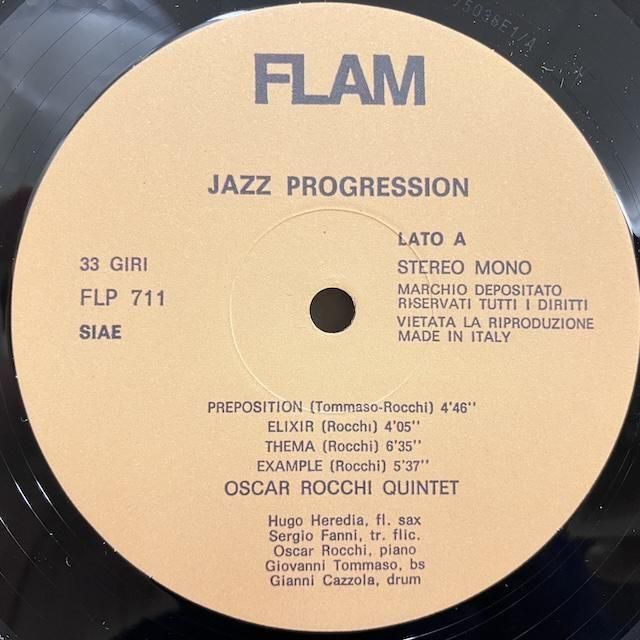 75038E1/A
FLAM
JAZZ PROGRESSION
LATO A
33 GIRI
STEREO MONO
FLP 711
MARCHIO DEPOSITATO
RISERVATI TUTTI I DIRITTI
SIAE
VIETATA LA RIPRODUZIONE
MADE IN ITALY
PREPOSITION (Tommaso-Rocchi) 4'46''
ELIXIR (Rocchi) 4'05''
THEMA (Rocchi) 6'35''
EXAMPLE (Rocchi) 5'37''
OSCAR ROCCHI QUINTET
Hugo Heredia, fl. sax
Sergio Fanni, tr. flic.
Oscar Rocchi, piano
Giovanni Tommaso, bs
Gianni Cazzola, drum